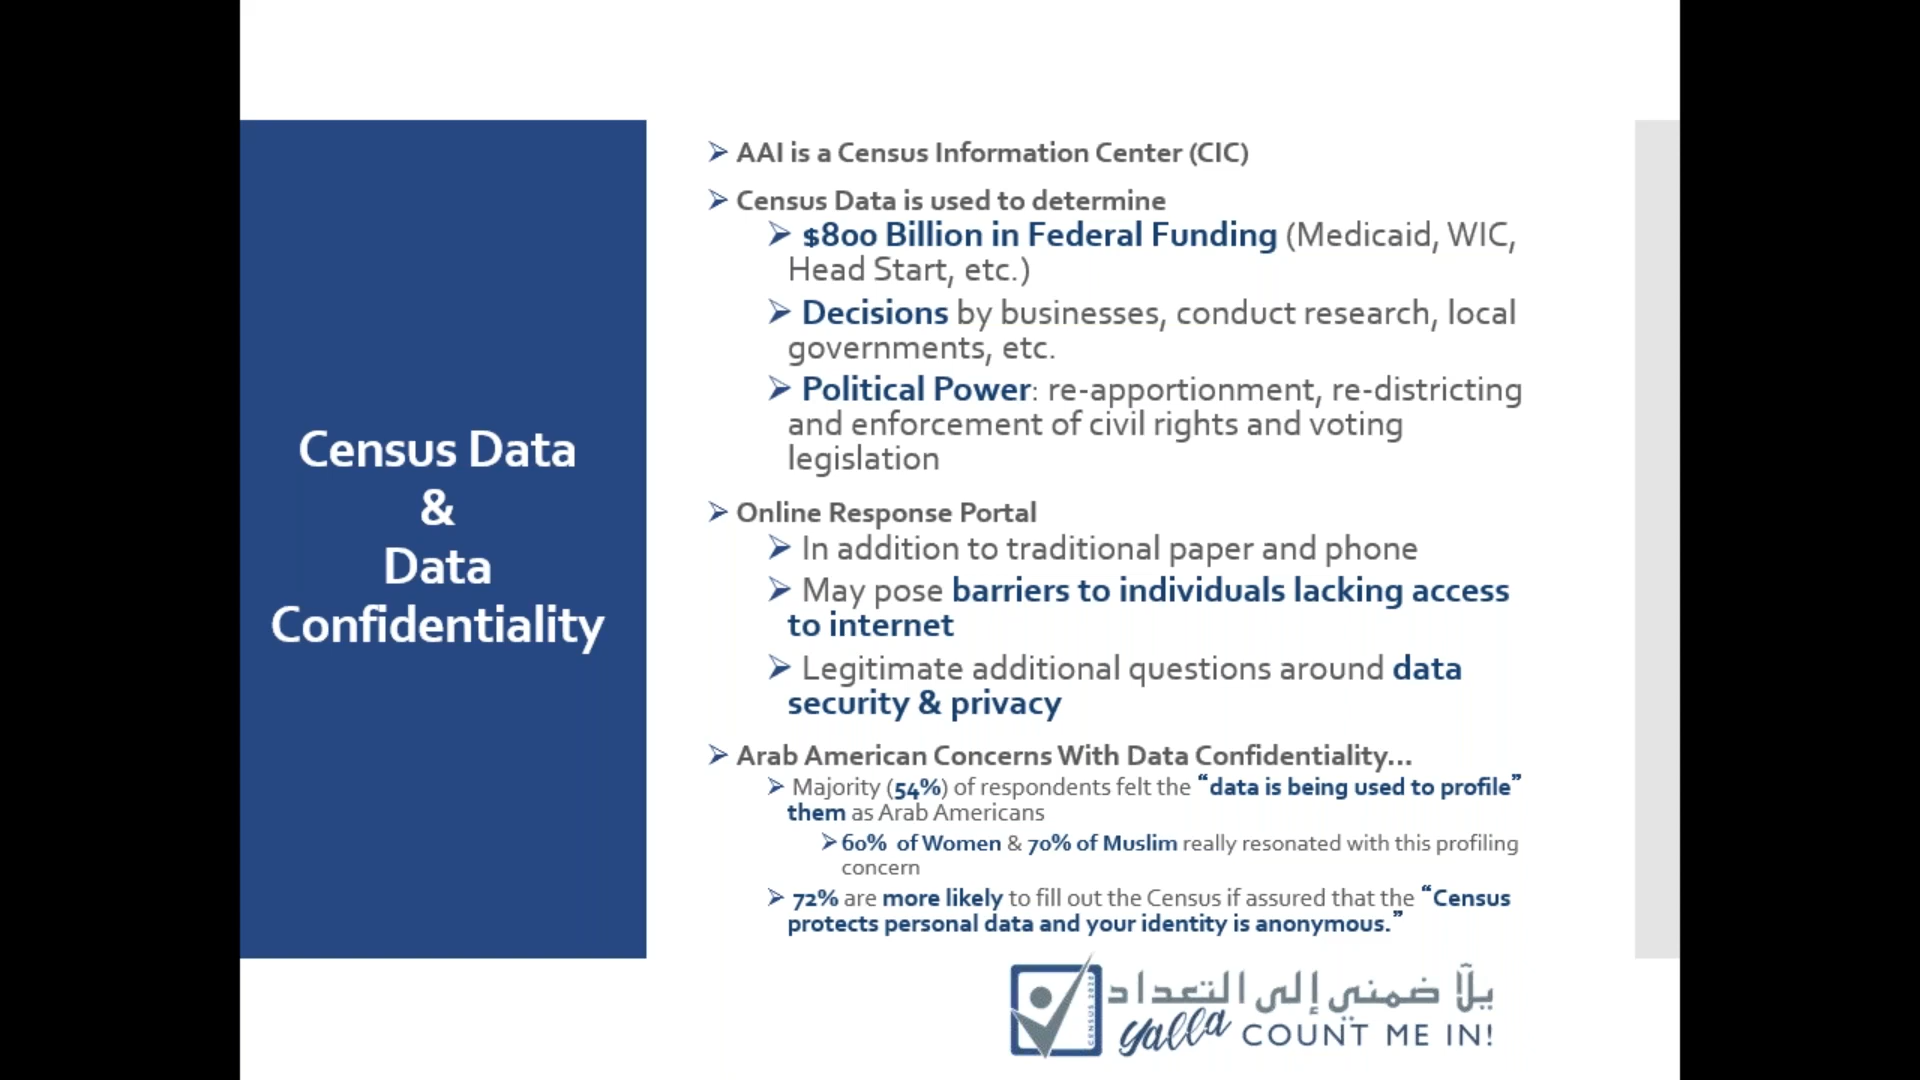 Census Data
&
Data
Confidentiality
➢ AAI is a Census Information Center (CIC)
➢ Census Data is used to determine
➢ $800 Billion in Federal Funding (Medicaid, WIC,
Head Start, etc.)
➢ Decisions by businesses, conduct research, local
governments, etc.
➢ Political Power: re-apportionment, re-districting
and enforcement of civil rights and voting
legislation
➢ Online Response Portal
➢ In addition to traditional paper and phone
➢ May pose barriers to individuals lacking access
to internet
➢ Legitimate additional questions around data
security & privacy
➢ Arab American Concerns With Data Confidentiality...
➢ Majority (54%) of respondents felt the “data is being used to profile”
them as Arab Americans
➢ 60% of Women & 70% of Muslim really resonated with this profiling
concern
➢ 72% are more likely to fill out the Census if assured that the “Census
protects personal data and your identity is anonymous.”
CENSUS 2020
يلّا ضمني إلى التعداد
yalla COUNT ME IN!